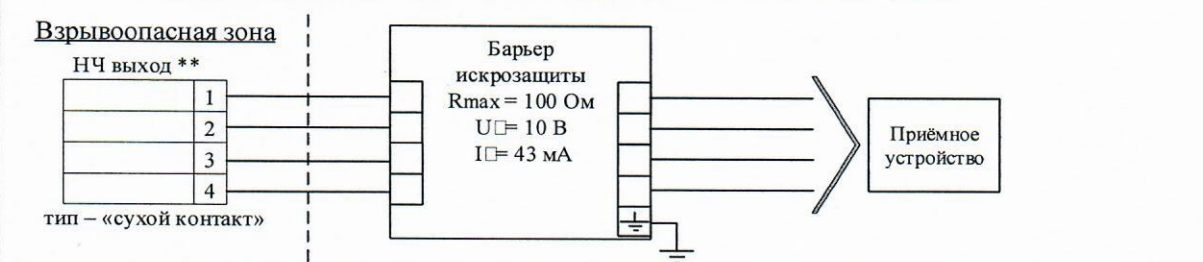 Взрывоопасная зона
НЧ выход **
1
2
3
4
тип – «сухой контакт»
Барьер
искрозащиты
Rmax = 100 Ом
U□= 10 В
I□= 43 мА
Приёмное
устройство